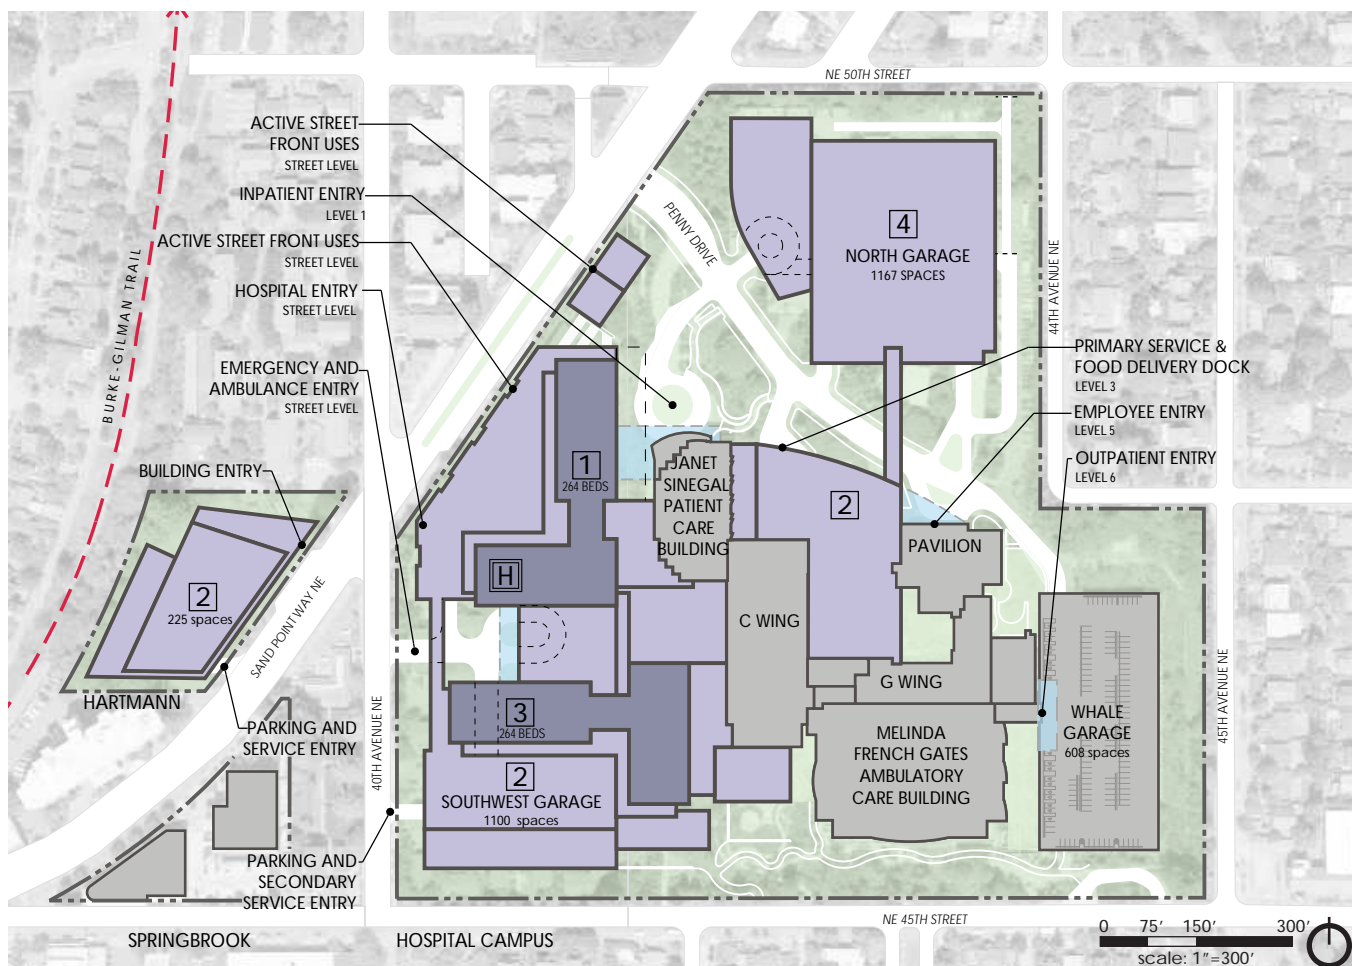 NE 50TH STREET
ACTIVE STREET
FRONT USES
STREET LEVEL
INPATIENT ENTRY
LEVEL 1
ACTIVE STREET FRONT USES
STREET LEVEL
HOSPITAL ENTRY
STREET LEVEL
EMERGENCY AND
AMBULANCE ENTRY
STREET LEVEL
BURKE-GILMAN TRAIL
PENNY DRIVE
4
NORTH GARAGE
1167 SPACES
44TH AVENUE NE
PRIMARY SERVICE &
FOOD DELIVERY DOCK
LEVEL 3
EMPLOYEE ENTRY
LEVEL 5
OUTPATIENT ENTRY
LEVEL 6
BUILDING ENTRY
1
264 BEDS
JANET
SINEGAL
PATIENT
CARE
BUILDING
2
PAVILION
H
2
225 spaces
SAND POINT WAY NE
C WING
G WING
HARTMANN
PARKING AND
SERVICE ENTRY
40TH AVENUE NE
3
264 BEDS
2
SOUTHWEST GARAGE
1100 spaces
MELINDA
FRENCH GATES
AMBULATORY
CARE BUILDING
WHALE
GARAGE
608 spaces
45TH AVENUE NE
PARKING AND
SECONDARY
SERVICE ENTRY
NE 45TH STREET
SPRINGBROOK
HOSPITAL CAMPUS
0 75' 150' 300'
scale: 1"=300'